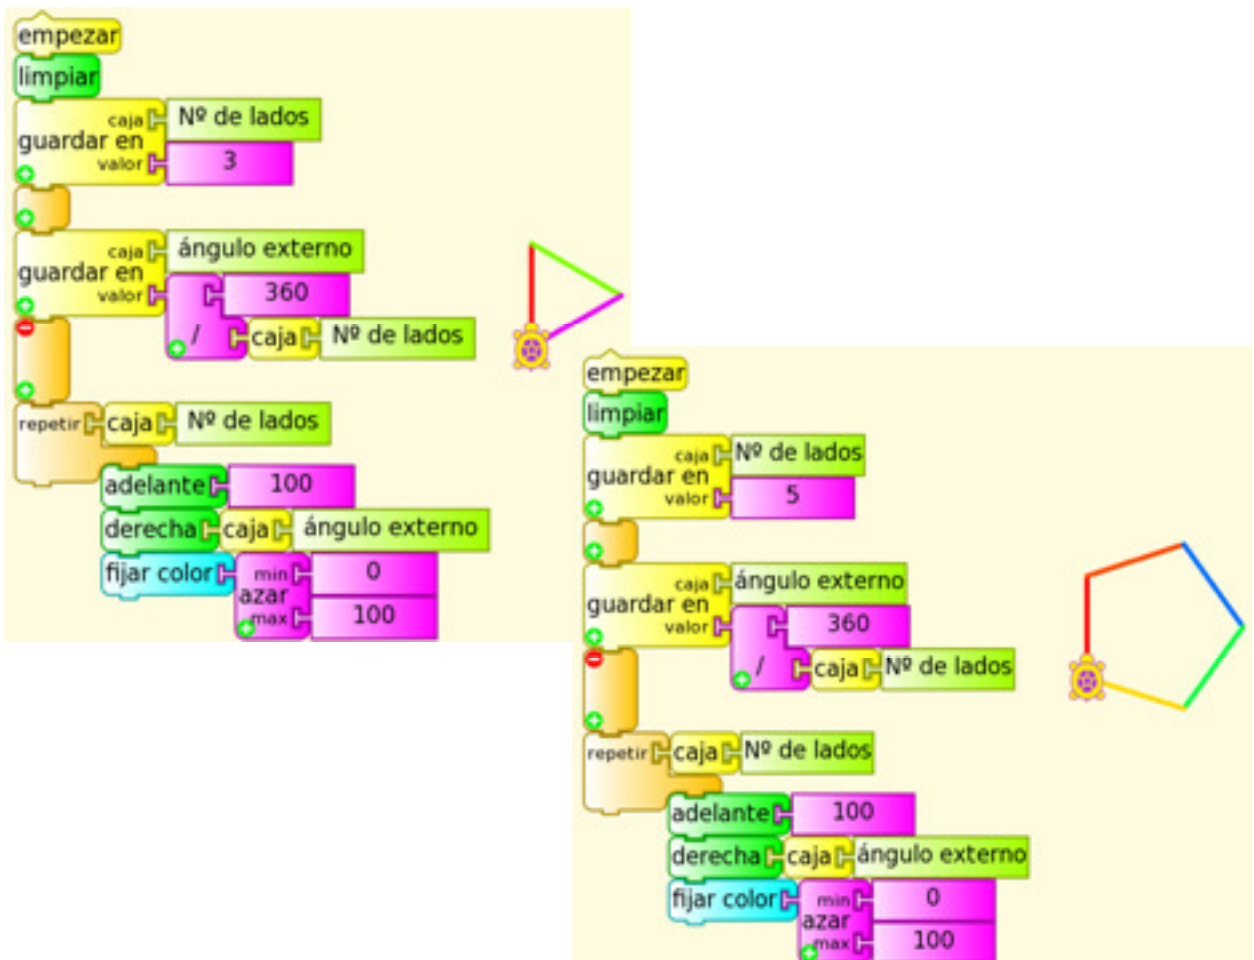 empezar
limpiar
caja Nº de lados
guardar en
valor 3
caja ángulo externo
guardar en
valor 360
/ caja Nº de lados
repetir caja Nº de lados
adelante 100
derecha caja ángulo externo
fijar color min 0
azar
max 100
empezar
limpiar
caja Nº de lados
guardar en
valor 5
caja ángulo externo
guardar en
valor 360
/ caja Nº de lados
repetir caja Nº de lados
adelante 100
derecha caja ángulo externo
fijar color min 0
azar
max 100